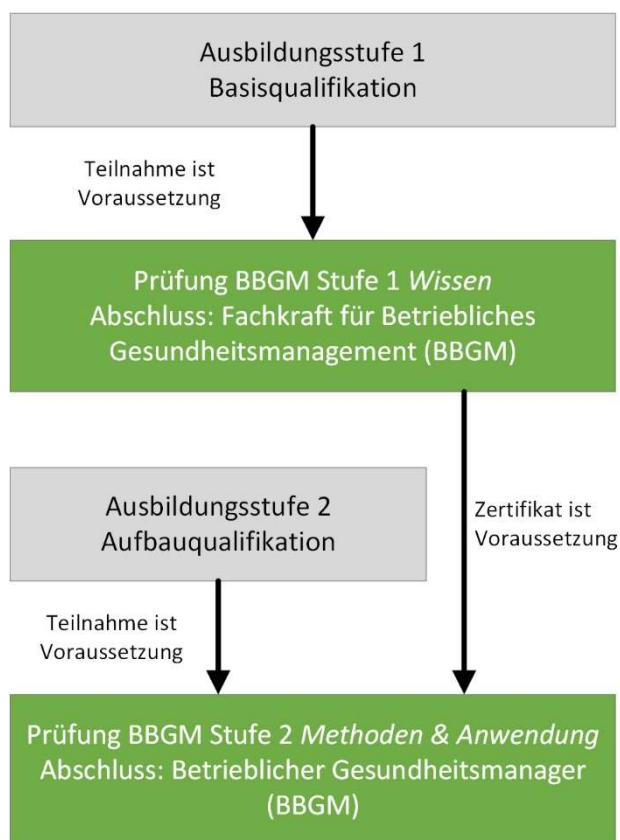 Ausbildungsstufe 1
Basisqualifikation
Teilnahme ist
Voraussetzung
Prüfung BBGM Stufe 1 Wissen
Abschluss: Fachkraft für Betriebliches
Gesundheitsmanagement (BBGM)
Ausbildungsstufe 2
Aufbauqualifikation
Zertifikat ist
Voraussetzung
Teilnahme ist
Voraussetzung
Prüfung BBGM Stufe 2 Methoden & Anwendung
Abschluss: Betrieblicher Gesundheitsmanager
(BBGM)